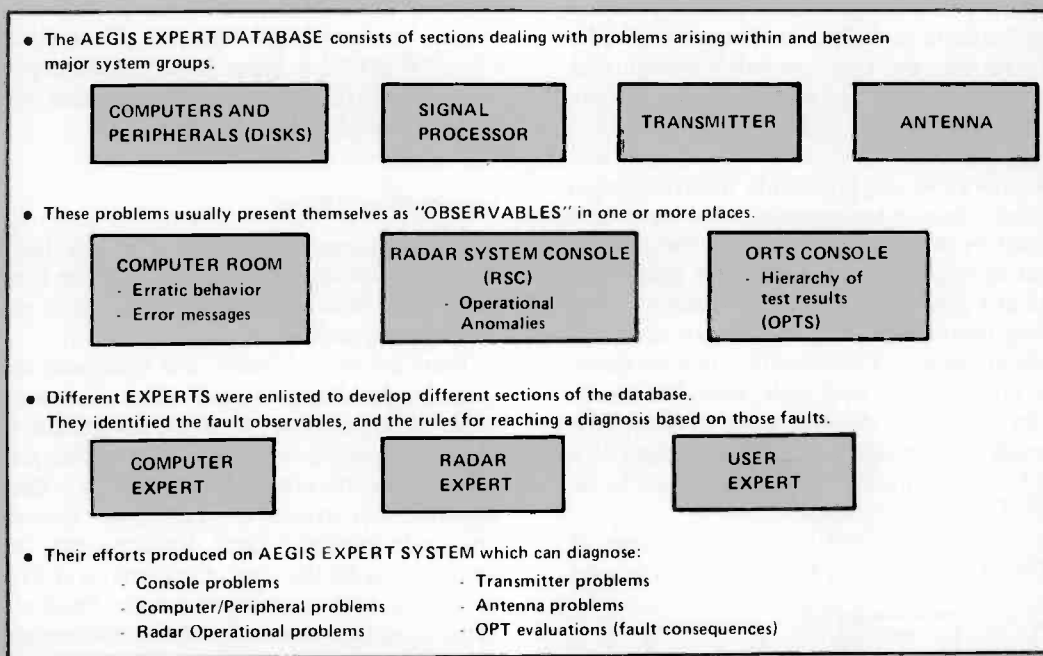 • The AEGIS EXPERT DATABASE consists of sections dealing with problems arising within and between
major system groups.
COMPUTERS AND
PERIPHERALS (DISKS)
SIGNAL
PROCESSOR
TRANSMITTER
ANTENNA
• These problems usually present themselves as "OBSERVABLES" in one or more places.
COMPUTER ROOM
- Erratic behavior
- Error messages
RADAR SYSTEM CONSOLE
(RSC)
- Operational
Anomalies
ORTS CONSOLE
- Hierarchy of
test results
(OPTS)
• Different EXPERTS were enlisted to develop different sections of the database.
They identified the fault observables, and the rules for reaching a diagnosis based on those faults.
COMPUTER
EXPERT
RADAR
EXPERT
USER
EXPERT
• Their efforts produced on AEGIS EXPERT SYSTEM which can diagnose:
- Console problems
- Computer/Peripheral problems
- Radar Operational problems
- Transmitter problems
- Antenna problems
- OPT evaluations (fault consequences)